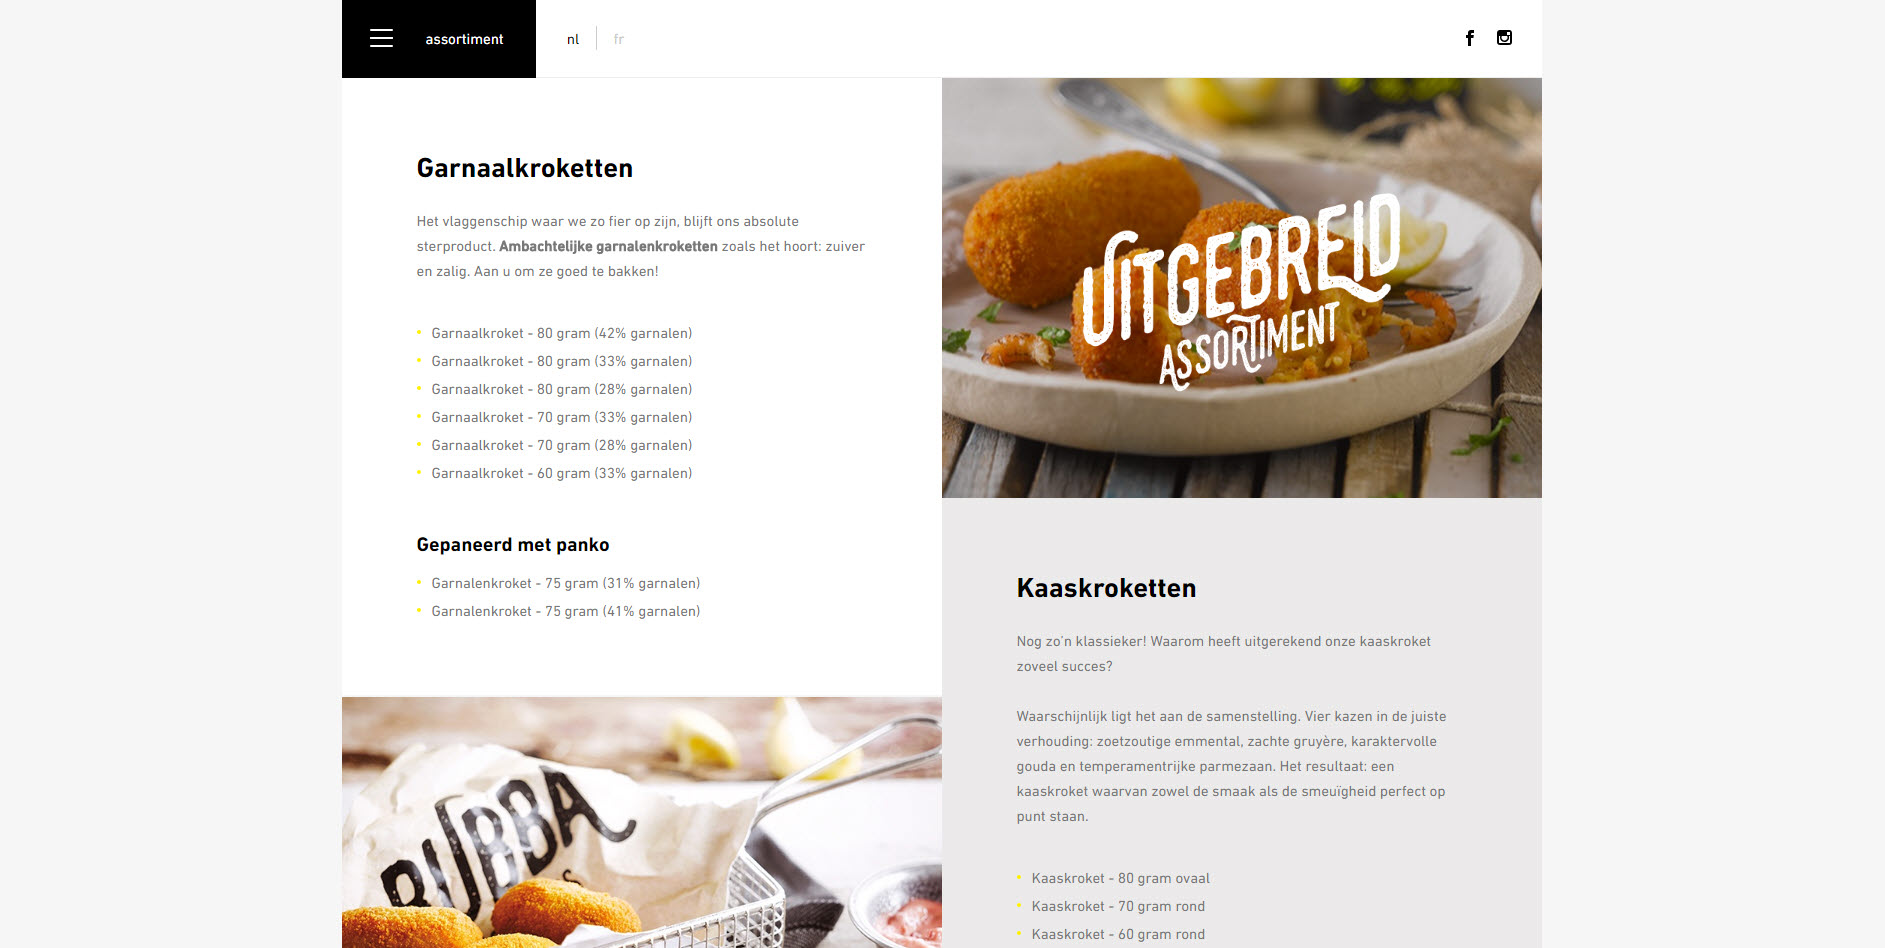 assortiment
nl
fr
Garnaalkroketten
Het vlaggenschip waar we zo fier op zijn, blijft ons absolute
sterproduct. Ambachtelijke garnalenkroketten zoals het hoort: zuiver
en zalig. Aan u om ze goed te bakken!
Garnaalkroket - 80 gram (42% garnalen)
Garnaalkroket - 80 gram (33% garnalen)
Garnaalkroket - 80 gram (28% garnalen)
Garnaalkroket - 70 gram (33% garnalen)
Garnaalkroket - 70 gram (28% garnalen)
Garnaalkroket - 60 gram (33% garnalen)
Gepaneerd met panko
Garnalenkroket - 75 gram (31% garnalen)
Garnalenkroket - 75 gram (41% garnalen)
BUBBA
UITGEBREID
ASSORTIMENT
Kaaskroketten
Nog zo'n klassieker! Waarom heeft uitgerekend onze kaaskroket
zoveel succes?
Waarschijnlijk ligt het aan de samenstelling. Vier kazen in de juiste
verhouding: zoetzoutige emmental, zachte gruyère, karaktervolle
gouda en temperamentrijke parmezaan. Het resultaat: een
kaaskroket waarvan zowel de smaak als de smeuïgheid perfect op
punt staan.
Kaaskroket - 80 gram ovaal
Kaaskroket - 70 gram rond
Kaaskroket - 60 gram rond